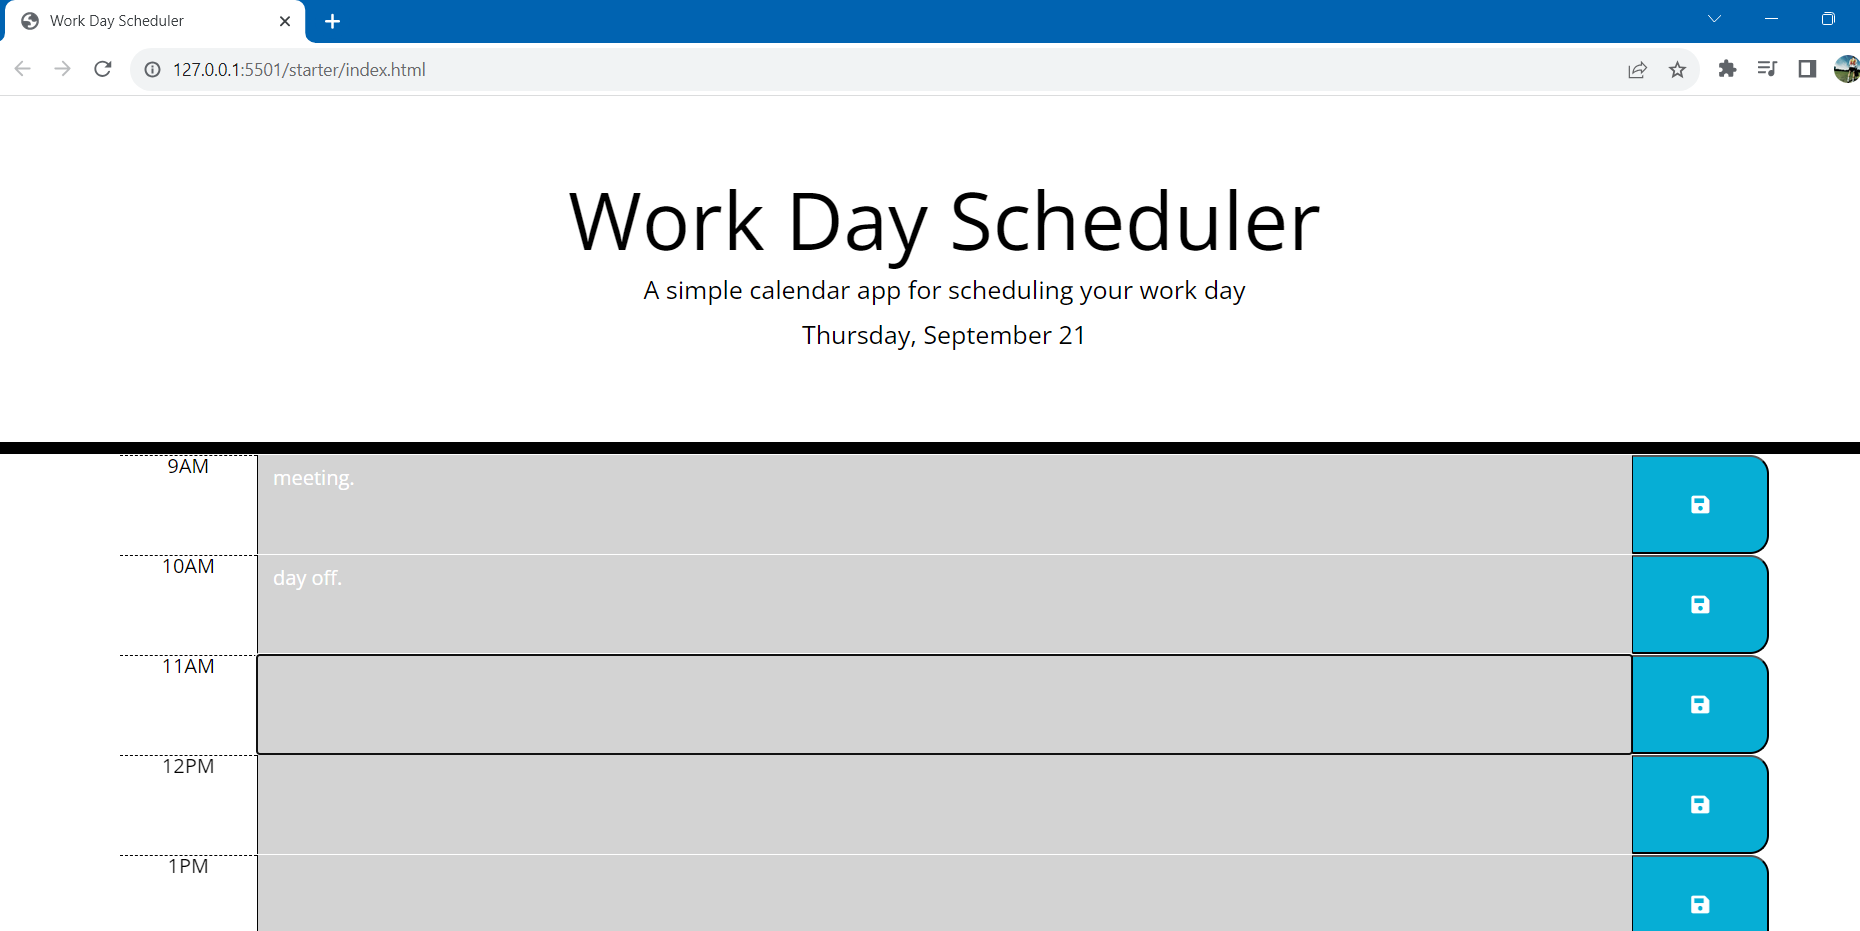 Work Day Scheduler
127.0.0.1:5501/starter/index.html
Work Day Scheduler
A simple calendar app for scheduling your work day
Thursday, September 21
9AM
meeting.
10AM
day off.
11AM
12PM
1PM